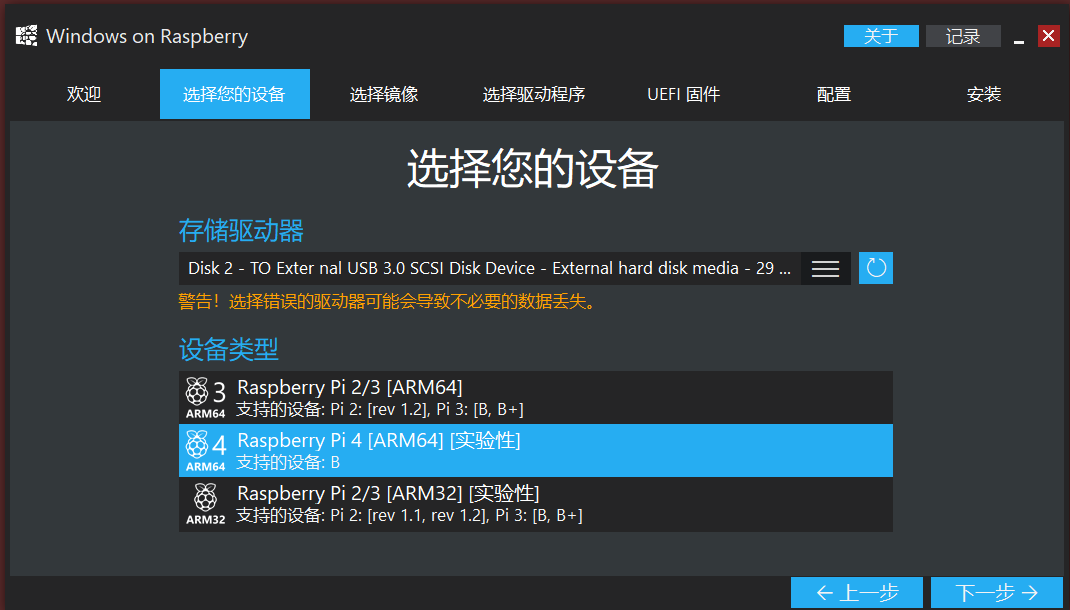 Windows on Raspberry
关于
记录
欢迎
选择您的设备
选择镜像
选择驱动程序
UEFI 固件
配置
安装
选择您的设备
存储驱动器
Disk 2 - TO Exter nal USB 3.0 SCSI Disk Device - External hard disk media - 29 ...
警告！选择错误的驱动器可能会导致不必要的数据丢失。
设备类型
3 Raspberry Pi 2/3 [ARM64]
ARM64 支持的设备: Pi 2: [rev 1.2], Pi 3: [B, B+]
4 Raspberry Pi 4 [ARM64] [实验性]
ARM64 支持的设备: B
Raspberry Pi 2/3 [ARM32] [实验性]
ARM32 支持的设备: Pi 2: [rev 1.1, rev 1.2], Pi 3: [B, B+]
← 上一步
下一步 →